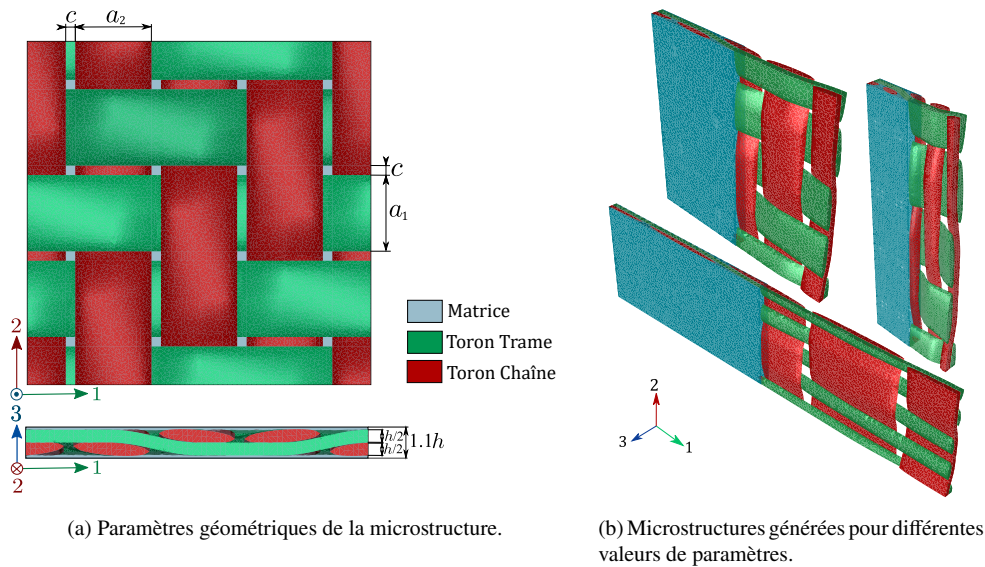 c
a₂
c
a₁
Matrice
Toron Trame
Toron Chaîne
2
1
3
h/2
h/2
1.1h
1
2
2
3
1
(a) Paramètres géométriques de la microstructure.
(b) Microstructures générées pour différentes
valeurs de paramètres.